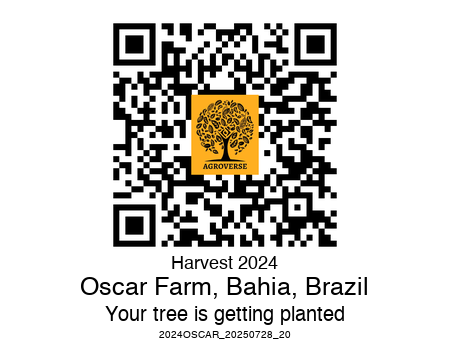 AGROVERSE
Harvest 2024
Oscar Farm, Bahia, Brazil
Your tree is getting planted
2024OSCAR_20250728_20